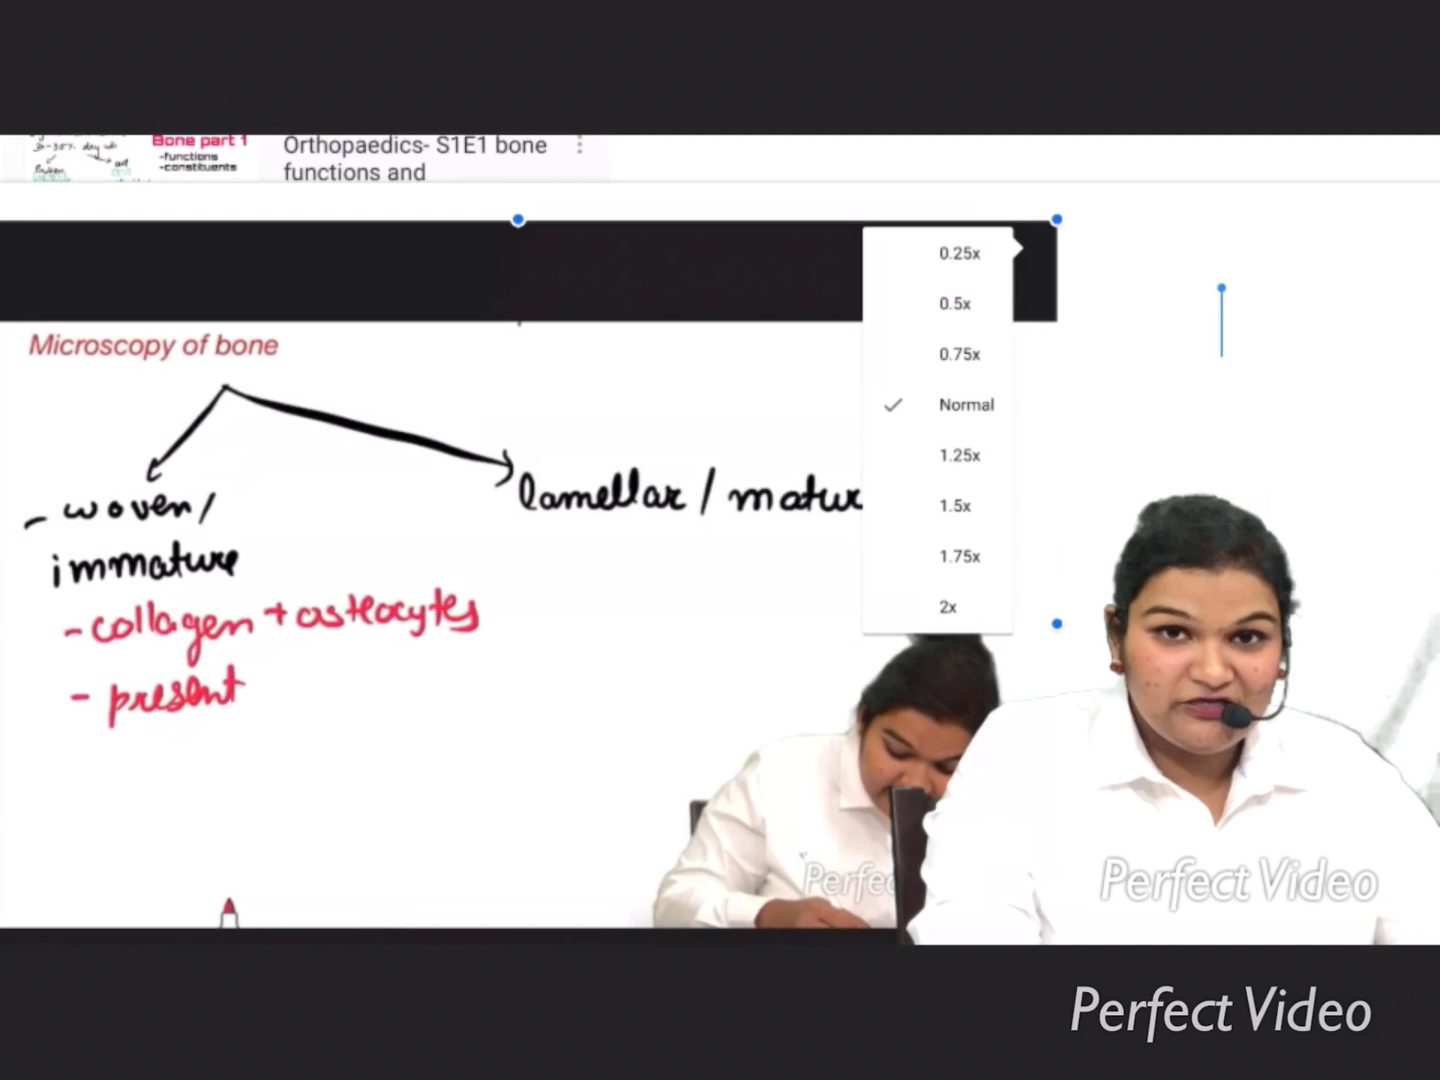 Bone part 1
-functions
-constituents
Orthopaedics- S1E1 bone
functions and
0.25x
0.5x
0.75x
Normal
1.25x
1.5x
1.75x
2x
Microscopy of bone
- woven/
immature
- collagen + osteocytes
- present
lamellar / matur
Perfec
Perfect Video
Perfect Video